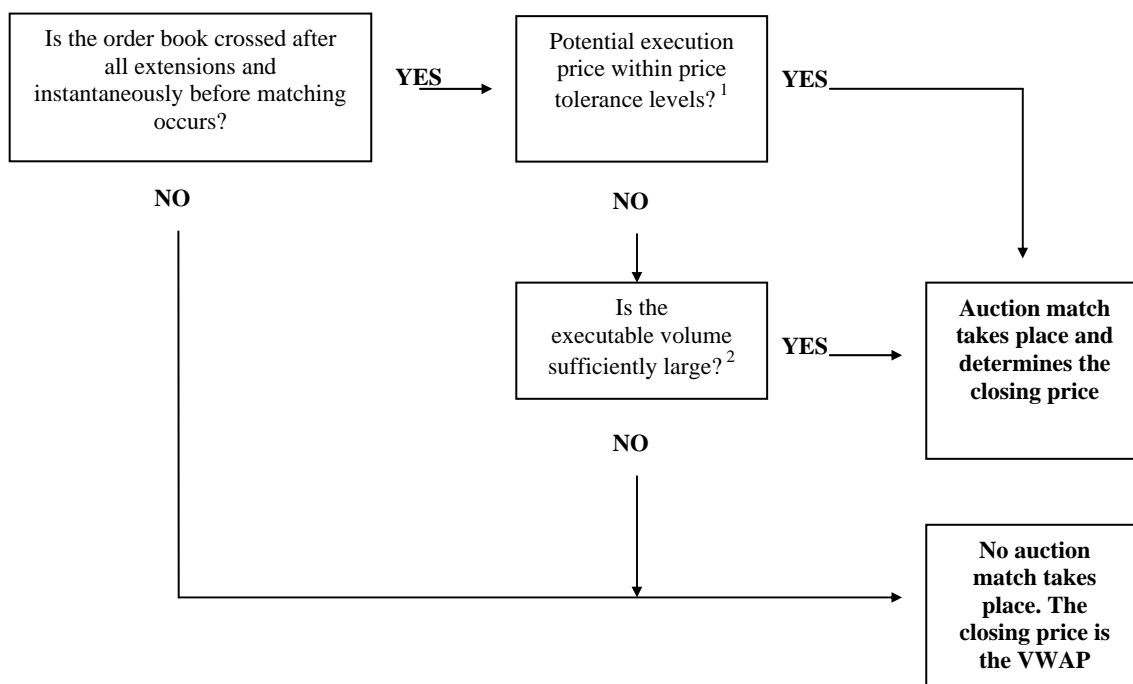 Is the order book crossed after
all extensions and
instantaneously before matching
occurs?
YES
Potential execution
price within price
tolerance levels? 1
YES
NO
NO
Is the
executable volume
sufficiently large? 2
YES
Auction match
takes place and
determines the
closing price
NO
No auction
match takes
place. The
closing price is
the VWAP